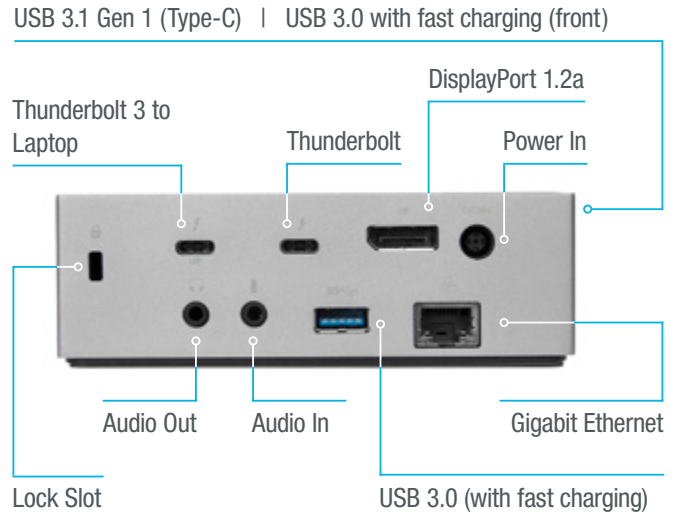 USB 3.1 Gen 1 (Type-C) | USB 3.0 with fast charging (front)
DisplayPort 1.2a
Thunderbolt 3 to
Laptop
Thunderbolt
Power In
Audio Out
Audio In
Gigabit Ethernet
Lock Slot
USB 3.0 (with fast charging)